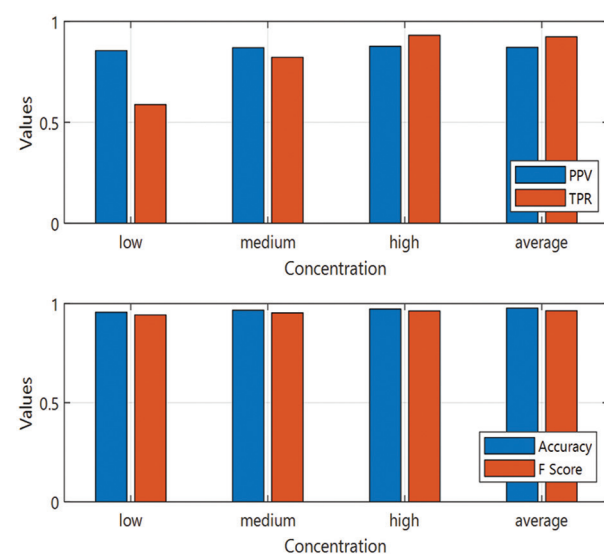 1
0.5
0
Values
PPV
TPR
low medium high average
Concentration
1
0.5
0
Values
Accuracy
F Score
low medium high average
Concentration